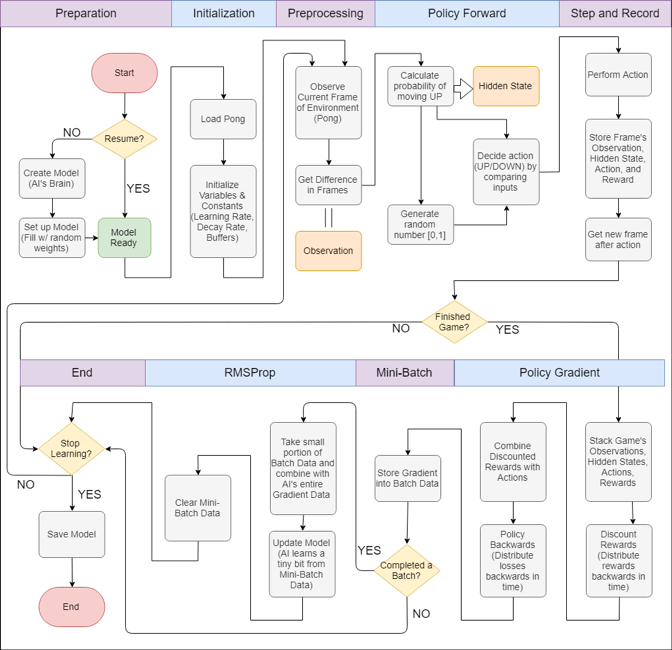 Preparation
Initialization
Preprocessing
Policy Forward
Step and Record
Start
Resume?
NO
YES
Create Model
(AI's Brain)
Set up Model
(Fill w/ random
weights)
Model
Ready
Load Pong
Initialize
Variables &
Constants
(Learning Rate,
Decay Rate,
Buffers)
Observe
Current Frame
of Environment
(Pong)
Get Difference
in Frames
Observation
Calculate
probability of
moving UP
Hidden State
Decide action
(UP/DOWN) by
comparing
inputs
Generate
random
number [0,1]
Perform Action
Store Frame's
Observation,
Hidden State,
Action, and
Reward
Get new frame
after action
Finished
Game?
NO
YES
End
RMSProp
Mini-Batch
Policy Gradient
Stop
Learning?
NO
YES
Save Model
End
Clear Mini-
Batch Data
Take small
portion of
Batch Data and
combine with
AI's entire
Gradient Data
Update Model
(AI learns a
tiny bit from
Mini-Batch
Data)
Store Gradient
into Batch Data
Completed a
Batch?
YES
NO
Combine
Discounted
Rewards with
Actions
Policy
Backwards
(Distribute
losses
backwards in
time)
Stack Game's
Observations,
Hidden States,
Actions,
Rewards
Discount
Rewards
(Distribute
rewards
backwards in
time)